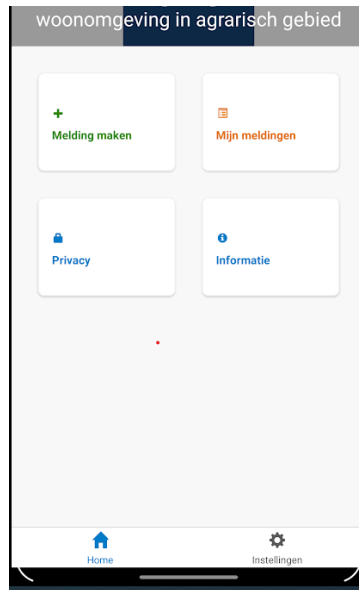 woonomgeving in agrarisch gebied
Melding maken
Mijn meldingen
Privacy
Informatie
Home
Instellingen